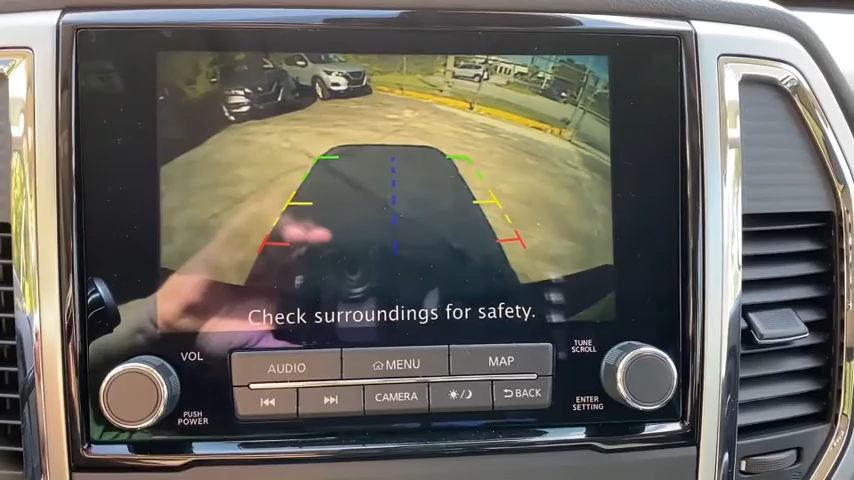 Check surroundings for safety.
VOL
AUDIO
MENU
MAP
TUNE
SCROLL
CAMERA
BACK
PUSH
POWER
ENTER
SETTING